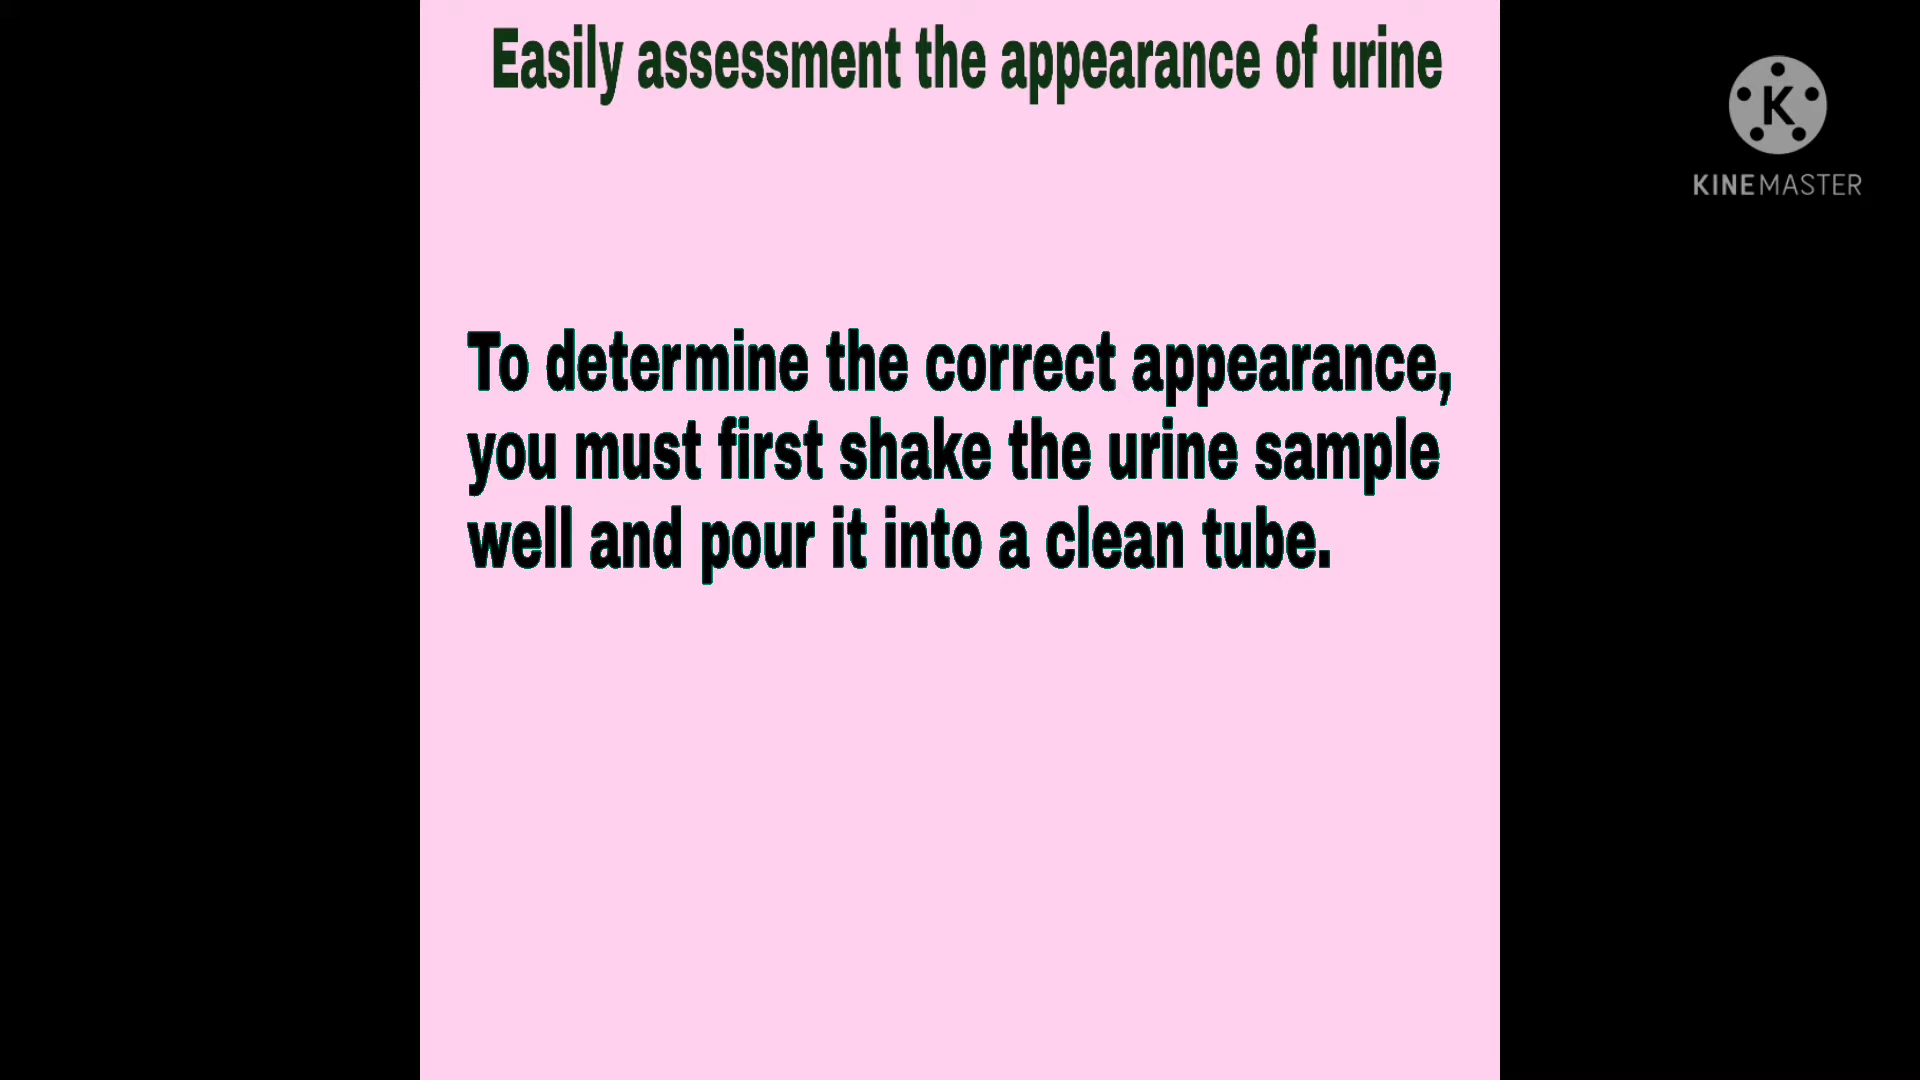 Easily assessment the appearance of urine
K
KINEMASTER
To determine the correct appearance,
you must first shake the urine sample
well and pour it into a clean tube.